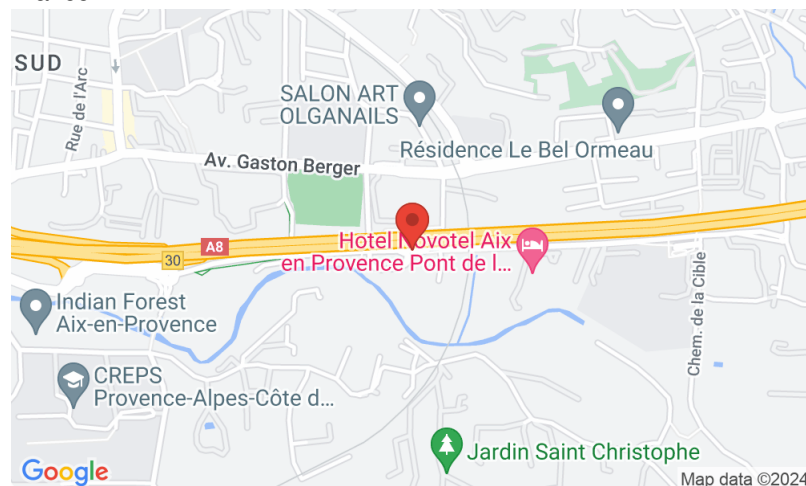 SUD
Rue de l'Arc
SALON ART
OLGANAILS
Résidence Le Bel Ormeau
Av. Gaston Berger
A8
30
Hotel Novotel Aix
en Provence Pont de l...
Chem. de la Cible
Indian Forest
Aix-en-Provence
CREPS
Provence-Alpes-Côte d...
Jardin Saint Christophe
Google
Map data ©2024